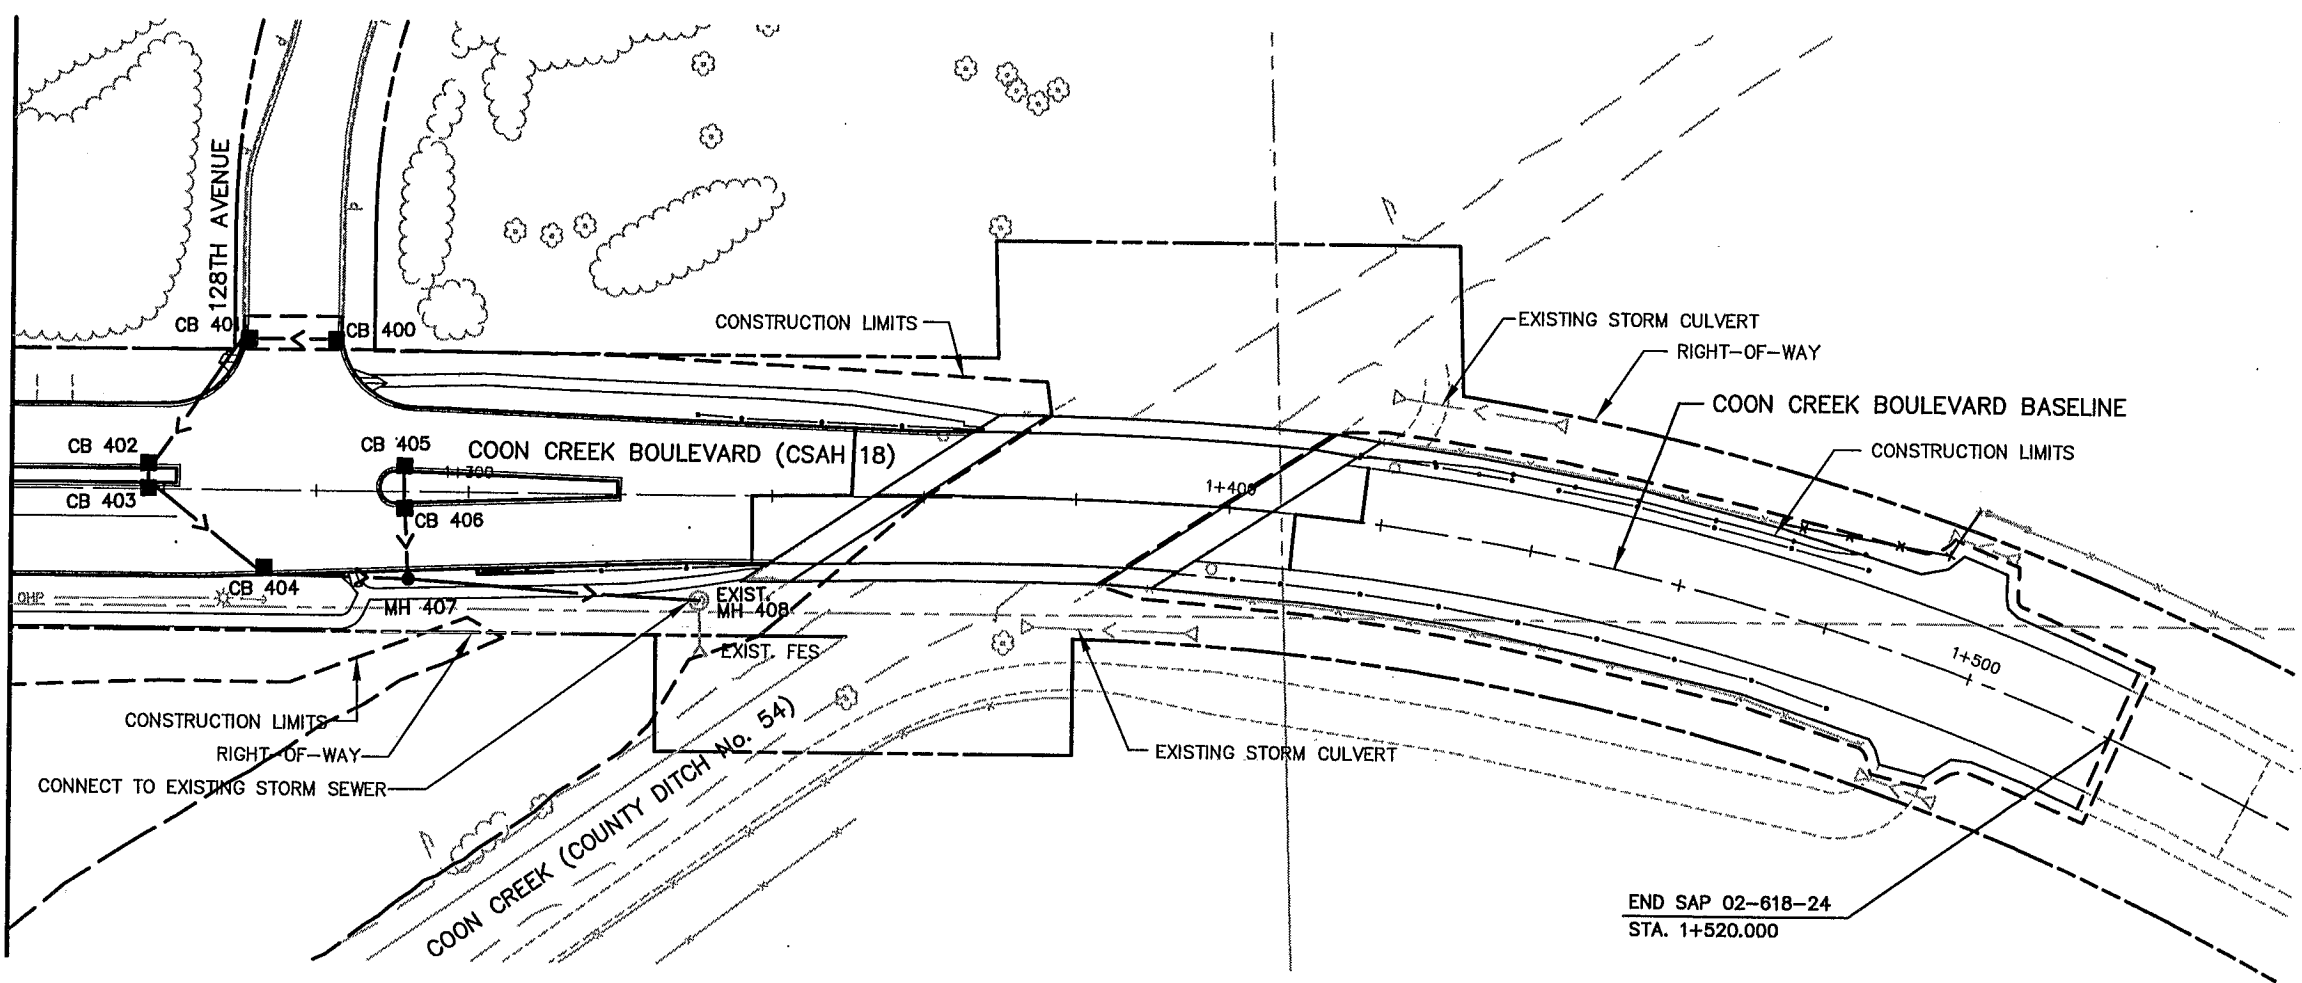 128TH AVENUE
CB 401
CB 400
CONSTRUCTION LIMITS
EXISTING STORM CULVERT
RIGHT-OF-WAY
COON CREEK BOULEVARD BASELINE
CONSTRUCTION LIMITS
CB 402
CB 405
COON CREEK BOULEVARD (CSAH 18)
1+300
1+400
CB 403
CB 406
CB 404
OHP
MH 407
EXIST.
MH 408
EXIST. FES
1+500
CONSTRUCTION LIMITS
RIGHT-OF-WAY
CONNECT TO EXISTING STORM SEWER
EXISTING STORM CULVERT
COON CREEK (COUNTY DITCH No. 54)
END SAP 02-618-24
STA. 1+520.000